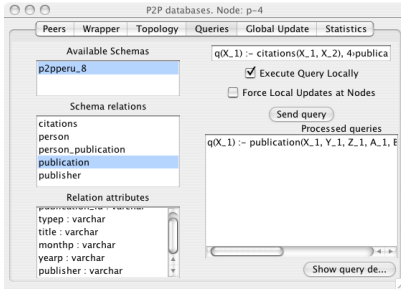 P2P databases. Node: p-4
Peers Wrapper Topology Queries Global Update Statistics
Available Schemas
p2pperu_8
Schema relations
citations
person
person_publication
publication
publisher
Relation attributes
publication_id : varchar
typep : varchar
title : varchar
monthp : varchar
yearp : varchar
publisher : varchar
q(X_1) :- citations(X_1, X_2), 4:publica
Execute Query Locally
Force Local Updates at Nodes
Send query
Processed queries
q(X_1) :- publication(X_1, Y_1, Z_1, A_1, E
Show query de...